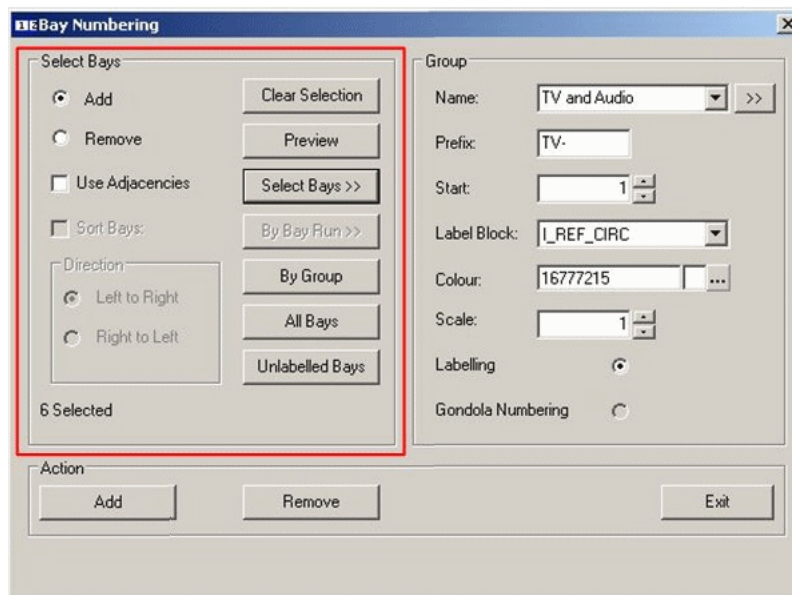 Bay Numbering
Select Bays
Add
Clear Selection
Remove
Preview
Use Adjacencies
Select Bays >>
Sort Bays:
By Bay Run >>
Direction
Left to Right
Right to Left
By Group
All Bays
Unlabelled Bays
6 Selected
Group
Name:
TV and Audio
>>
Prefix:
TV-
Start:
1
Label Block:
I_REF_CIRC
Colour:
16777215
...
Scale:
1
Labelling
Gondola Numbering
Action
Add
Remove
Exit